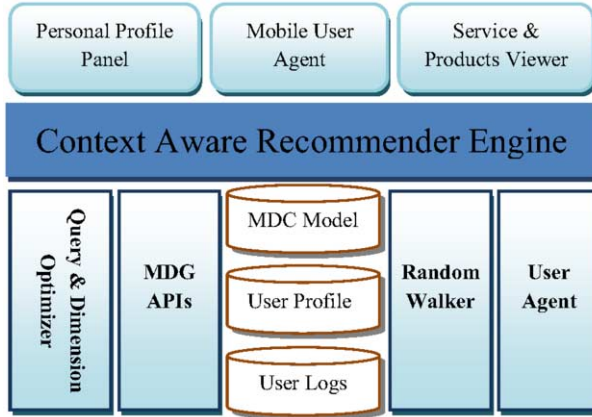 Personal Profile
Panel
Mobile User
Agent
Service &
Products Viewer
Context Aware Recommender Engine
Query & Dimension
Optimizer
MDG
APIs
MDC Model
User Profile
User Logs
Random
Walker
User
Agent